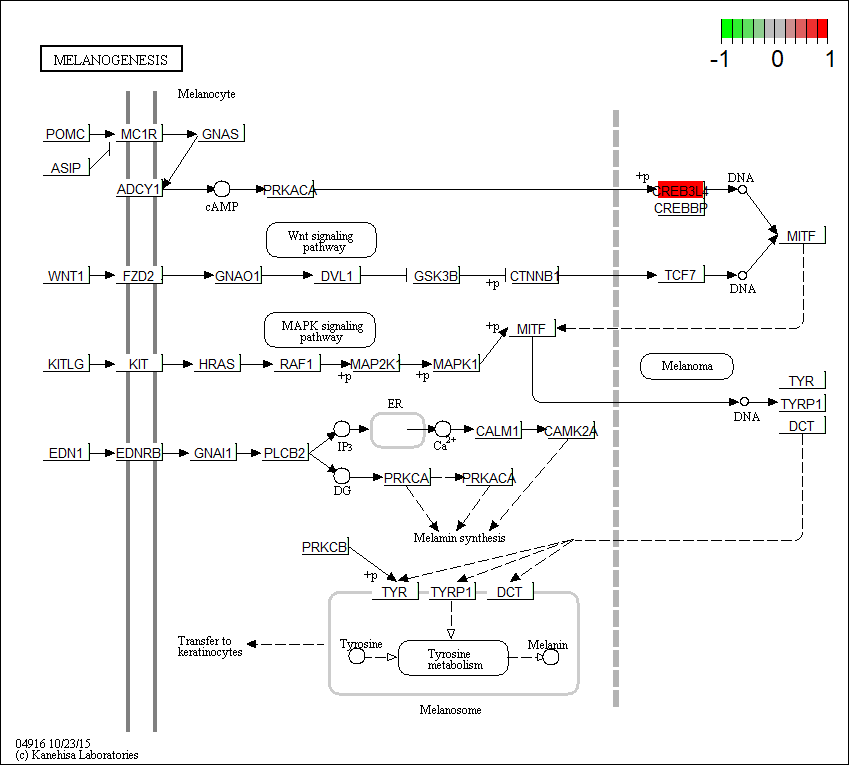 -1 0 1
MELANOGENESIS
Melanocyte
POMC MC1R GNAS
ASIP
ADCY1 cAMP PRKACA +p CREB3L4 DNA
CREBBP
MITF
Wnt signaling
pathway
WNT1 FZD2 GNAO1 DVL1 GSK3B +p CTNNB1 TCF7 DNA
MAPK signaling
pathway
+p MITF
KITLG KIT HRAS RAF1 +p MAP2K1 +p MAPK1
Melanoma
TYR
DNA TYRP1
DCT
ER
EDN1 EDNRB GNAI1 PLCB2 IP3 Ca2+ CALM1 CAMK2A
DG PRKCA PRKACA
Melamin synthesis
PRKCB
+p
TYR TYRP1 DCT
Transfer to
keratinocytes
Tyrosine
Tyrosine
metabolism
Melanin
Melanosome
04916 10/23/15
(c) Kanehisa Laboratories